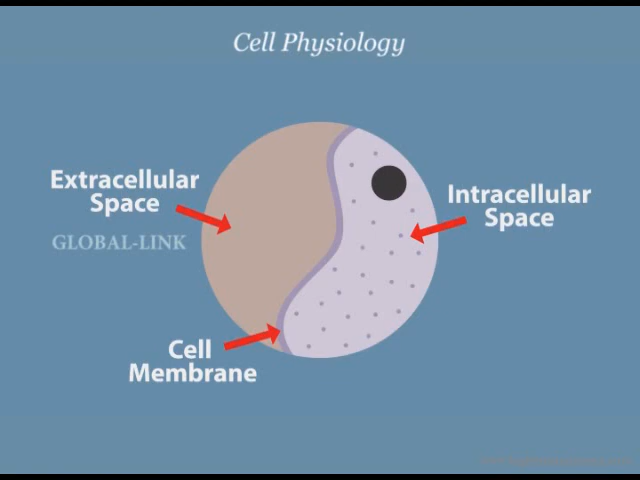 Cell Physiology
Extracellular
Space
Intracellular
Space
GLOBAL-LINK
Cell
Membrane